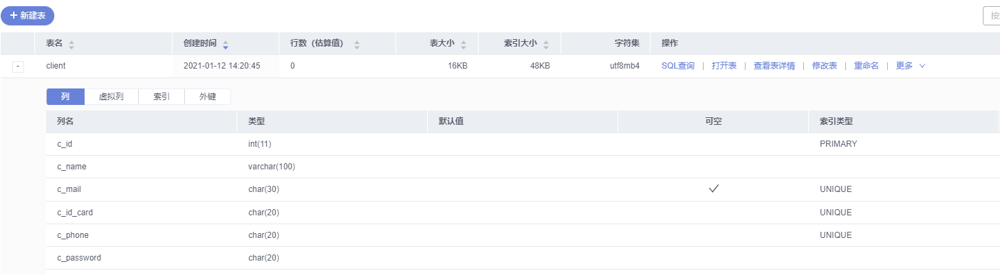 + 新建表
按
表名 创建时间 行数（估算值） 表大小 索引大小 字符集 操作
- client 2021-01-12 14:20:45 0 16KB 48KB utf8mb4 SQL查询 | 打开表 | 查看表详情 | 修改表 | 重命名 | 更多
列 虚拟列 索引 外键
列名 类型 默认值 可空 索引类型
c_id int(11) PRIMARY
c_name varchar(100)
c_mail char(30) ✓ UNIQUE
c_id_card char(20) UNIQUE
c_phone char(20) UNIQUE
c_password char(20)